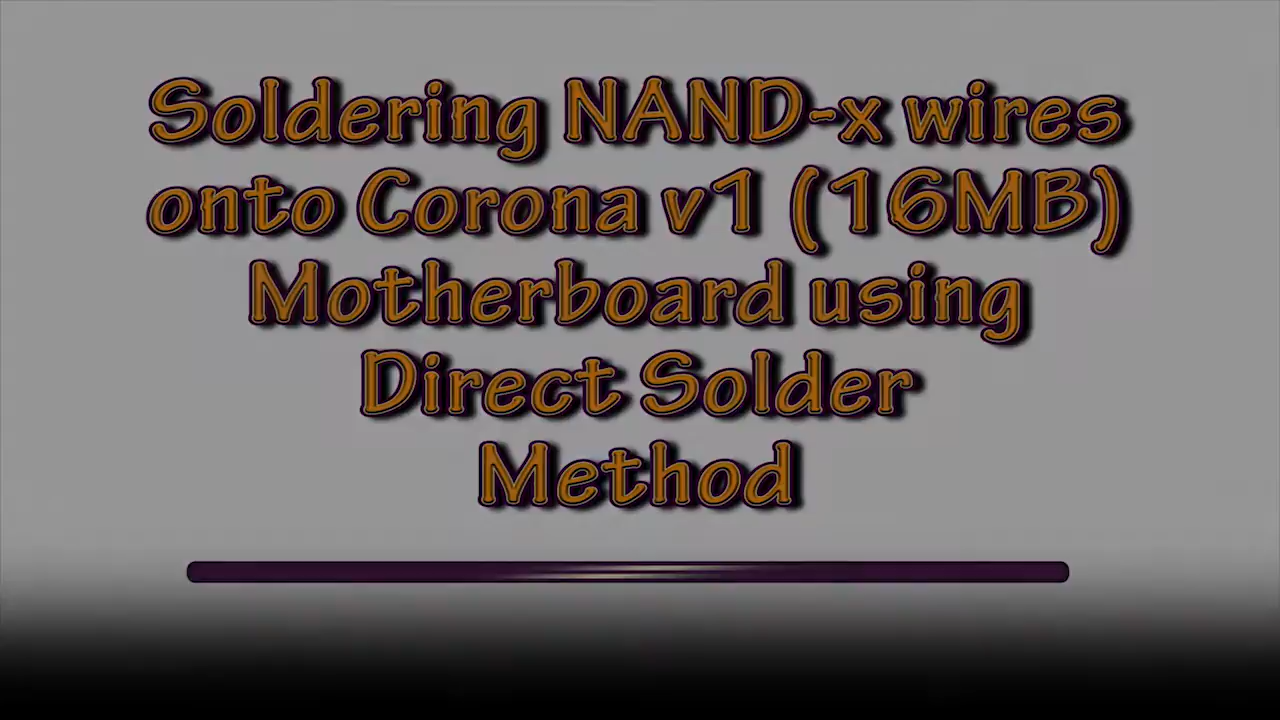 Soldering NAND-x wires
onto Corona v1 (16MB)
Motherboard using
Direct Solder
Method